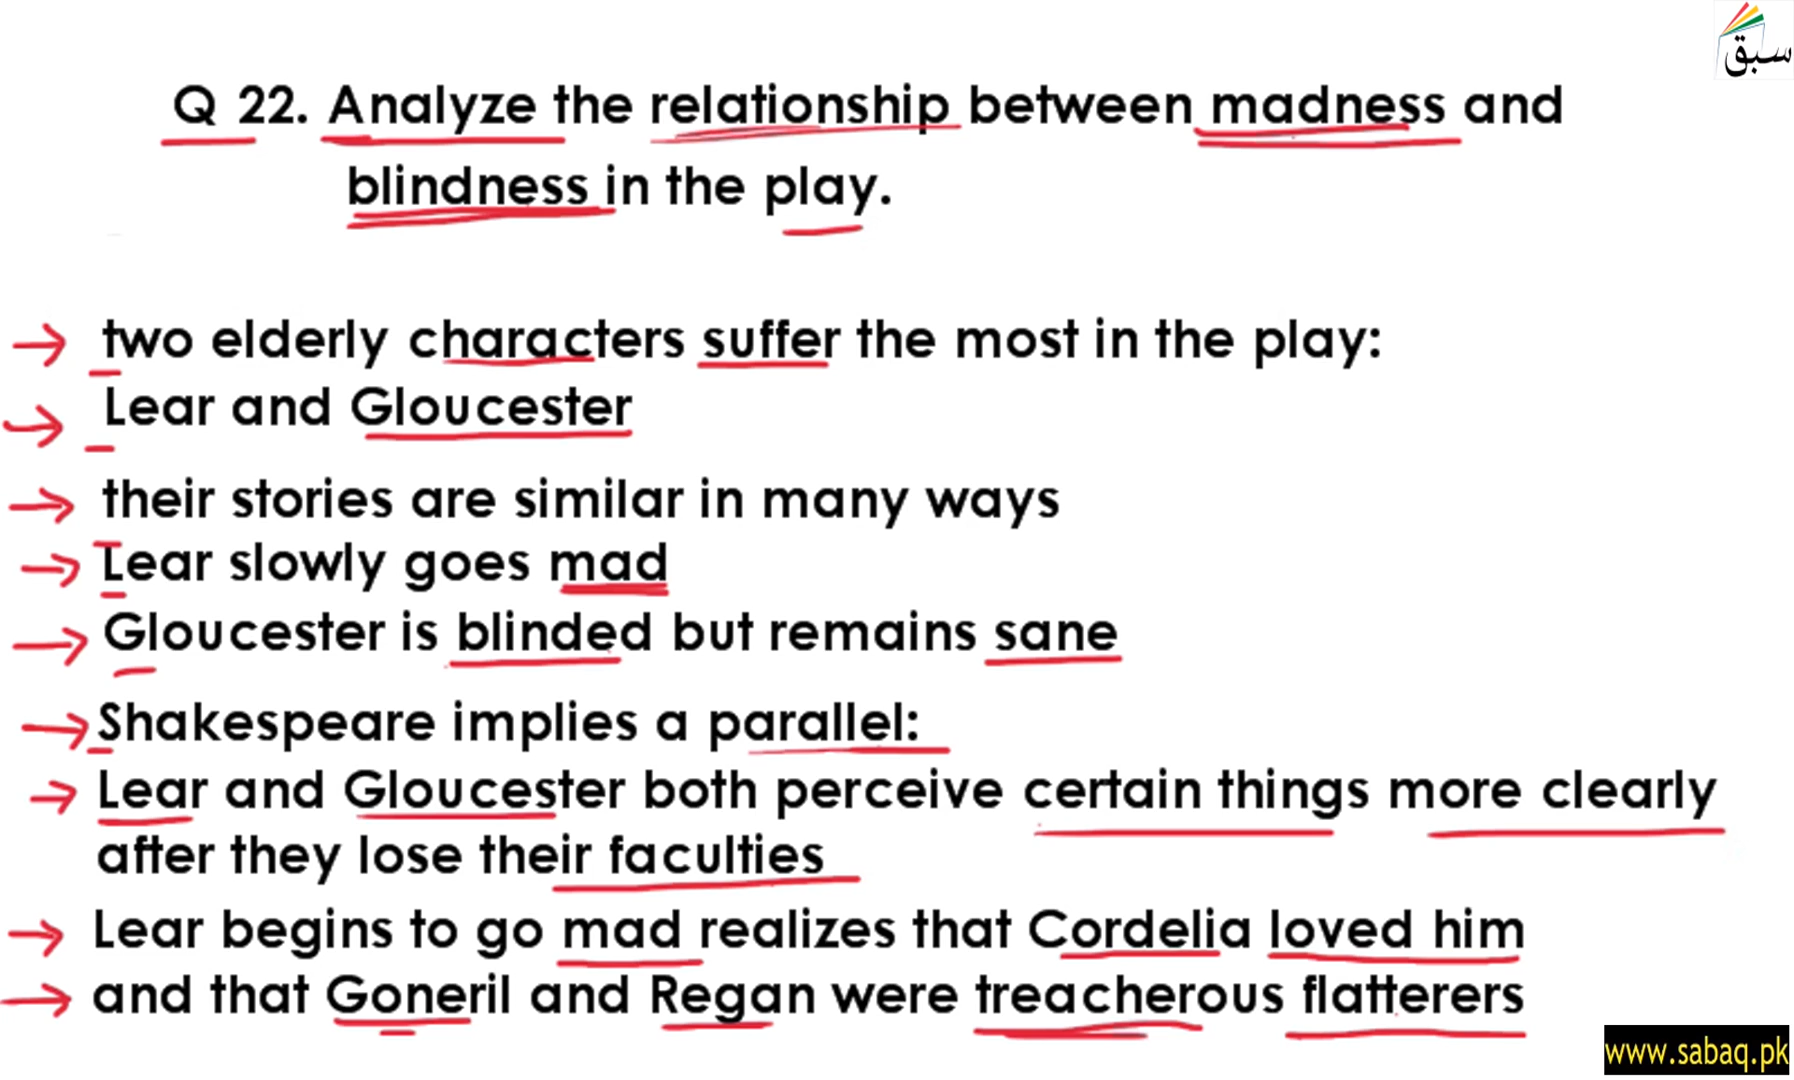 سبق
Q 22. Analyze the relationship between madness and
blindness in the play.
two elderly characters suffer the most in the play:
Lear and Gloucester
their stories are similar in many ways
Lear slowly goes mad
Gloucester is blinded but remains sane
Shakespeare implies a parallel:
Lear and Gloucester both perceive certain things more clearly
after they lose their faculties
Lear begins to go mad realizes that Cordelia loved him
and that Goneril and Regan were treacherous flatterers
www.sabaq.pk